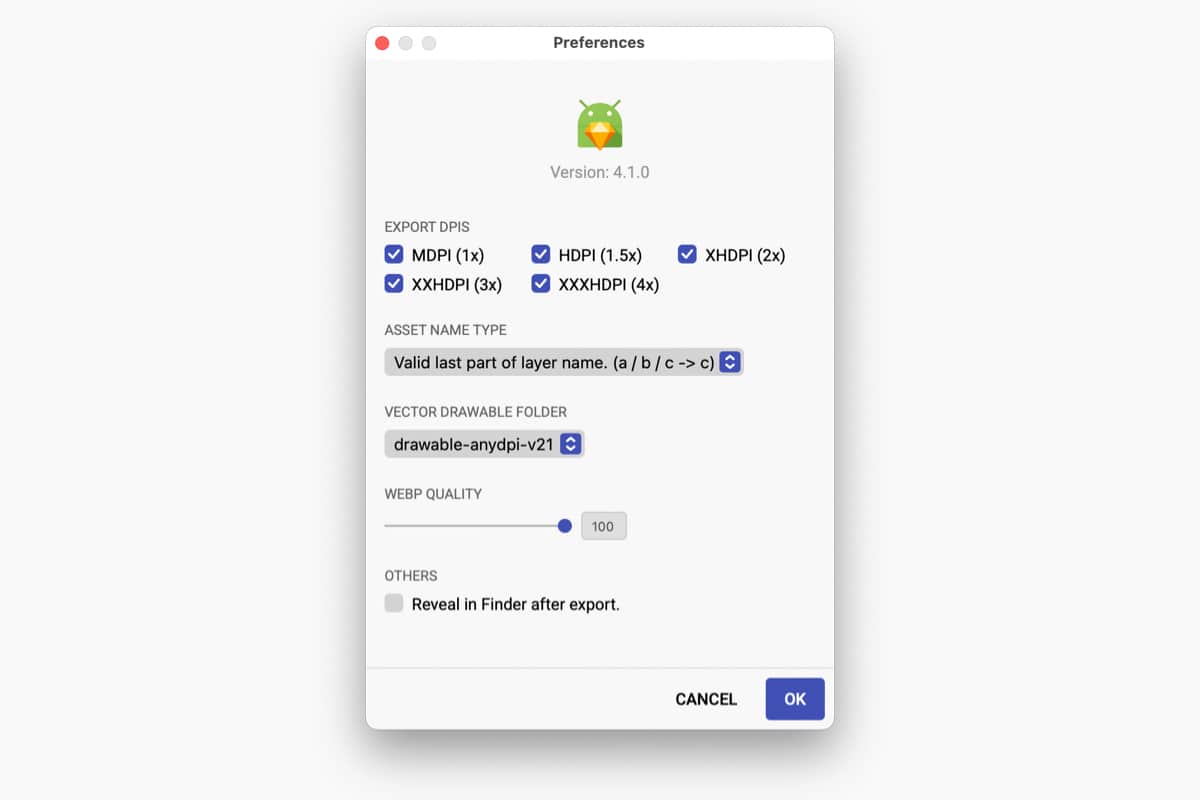 Preferences
Version: 4.1.0
EXPORT DPIS
MDPI (1x) HDPI (1.5x) XHDPI (2x)
XXHDPI (3x) XXXHDPI (4x)
ASSET NAME TYPE
Valid last part of layer name. (a / b / c -> c)
VECTOR DRAWABLE FOLDER
drawable-anydpi-v21
WEBP QUALITY
100
OTHERS
Reveal in Finder after export.
CANCEL OK